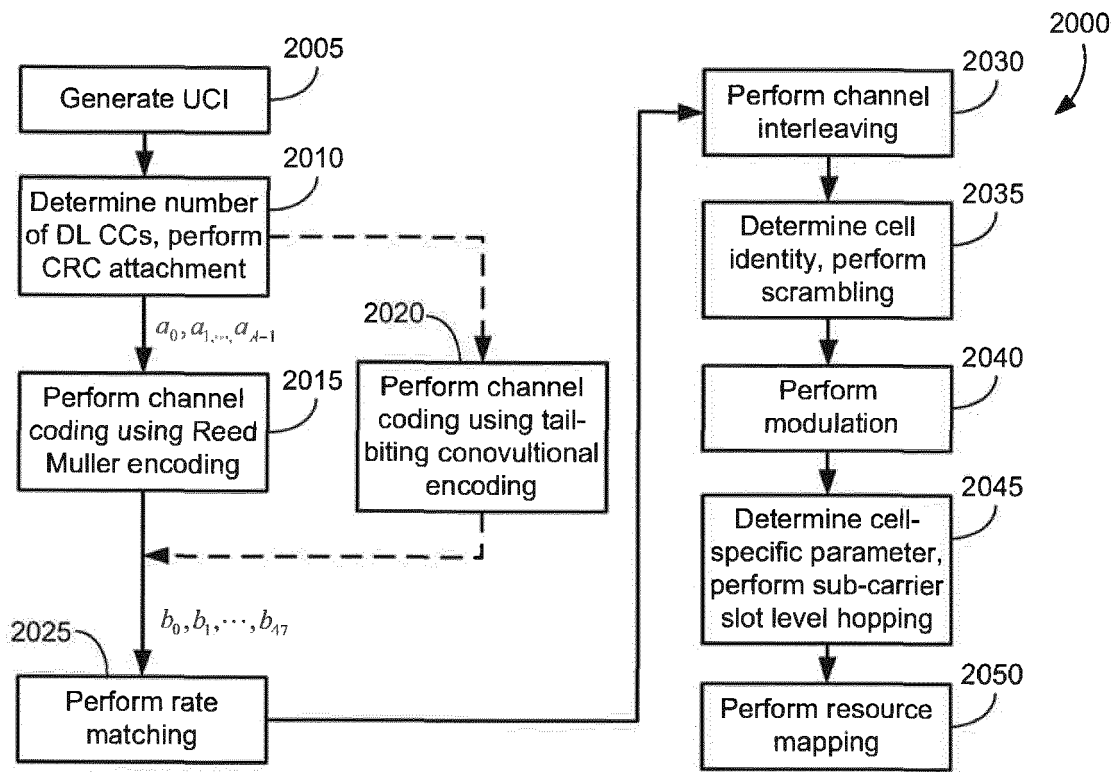 2000
2005
Generate UCI
2010
Determine number
of DL CCs, perform
CRC attachment
a₀, a₁,..., a_A−1
2015
Perform channel
coding using Reed
Muller encoding
2020
Perform channel
coding using tail-
biting conovultional
encoding
b₀, b₁, ⋯, b₄₇
2025
Perform rate
matching
2030
Perform channel
interleaving
2035
Determine cell
identity, perform
scrambling
2040
Perform
modulation
2045
Determine cell-
specific parameter,
perform sub-carrier
slot level hopping
2050
Perform resource
mapping